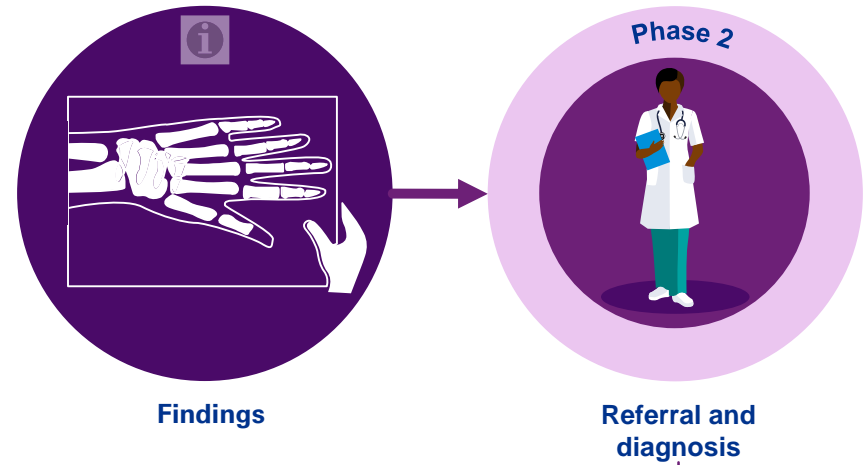 i
Phase 2
Findings
Referral and
diagnosis